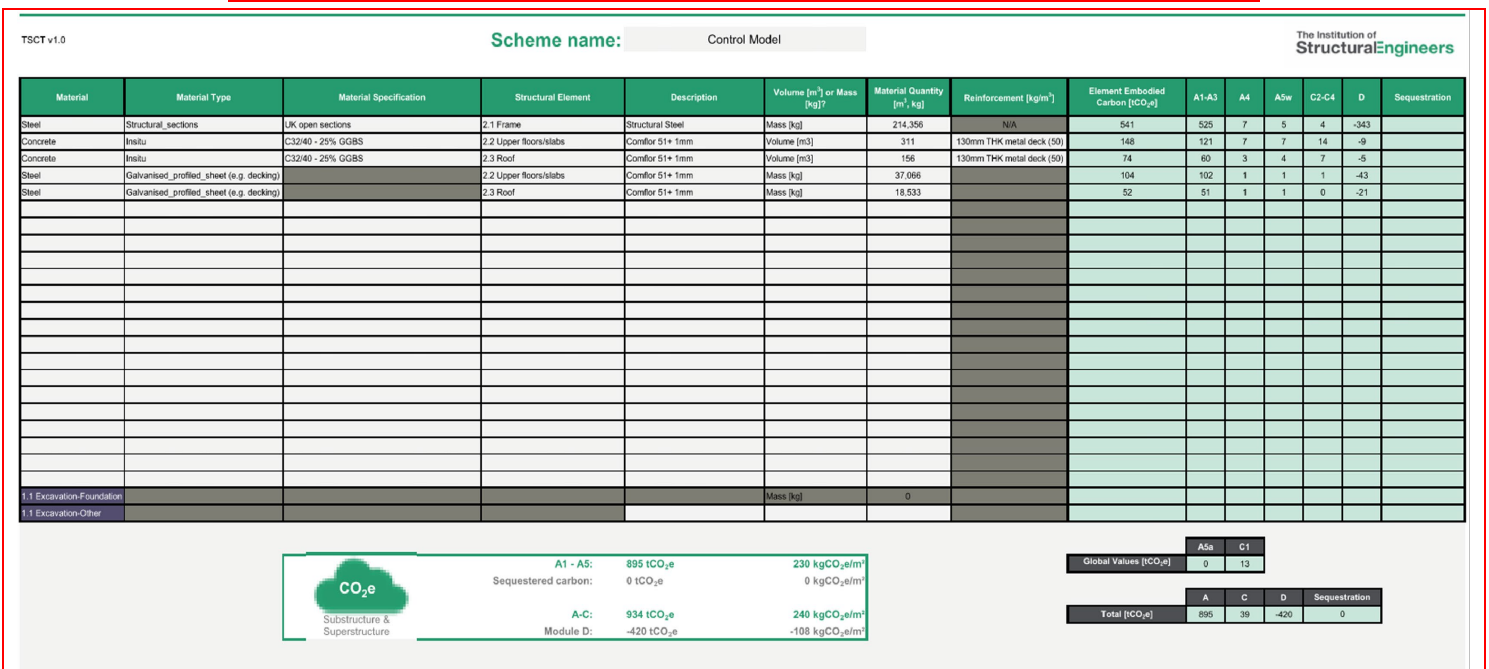 TSCT v1.0
Scheme name: Control Model
The Institution of
StructuralEngineers
Material Material Type Material Specification Structural Element Description Volume [m³] or Mass [kg]? Material Quantity [m³, kg] Reinforcement [kg/m³] Element Embodied Carbon [tCO₂e] A1-A3 A4 A5w C2-C4 D Sequestration
Steel Structural_sections UK open sections 2.1 Frame Structural Steel Mass [kg] 214,356 N/A 541 525 7 5 4 -343
Concrete Insitu C32/40 - 25% GGBS 2.2 Upper floors/slabs Comflor 51+ 1mm Volume [m3] 311 130mm THK metal deck (50) 148 121 7 7 14 -9
Concrete Insitu C32/40 - 25% GGBS 2.3 Roof Comflor 51+ 1mm Volume [m3] 156 130mm THK metal deck (50) 74 60 3 4 7 -5
Steel Galvanised_profiled_sheet (e.g. decking) 2.2 Upper floors/slabs Comflor 51+ 1mm Mass [kg] 37,066 104 102 1 1 1 -43
Steel Galvanised_profiled_sheet (e.g. decking) 2.3 Roof Comflor 51+ 1mm Mass [kg] 18,533 52 51 1 1 0 -21
1.1 Excavation-Foundation Mass [kg] 0
1.1 Excavation-Other
CO₂e
Substructure &
Superstructure
A1 - A5: 895 tCO₂e 230 kgCO₂e/m²
Sequestered carbon: 0 tCO₂e 0 kgCO₂e/m²
A-C: 934 tCO₂e 240 kgCO₂e/m²
Module D: -420 tCO₂e -108 kgCO₂e/m²
A5a C1
Global Values [tCO₂e] 0 13
A C D Sequestration
Total [tCO₂e] 895 39 -420 0